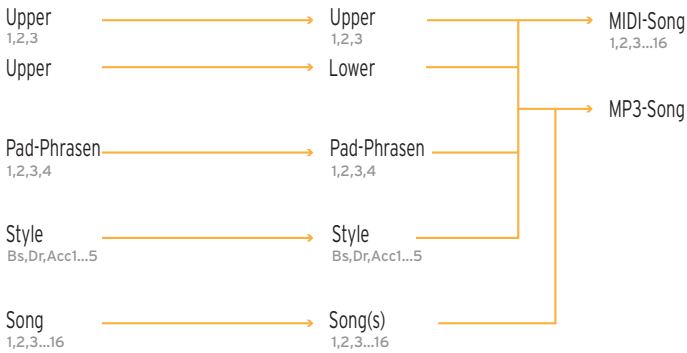 Upper
1,2,3
Upper
1,2,3
MIDI-Song
1,2,3...16
Upper
Lower
MP3-Song
Pad-Phrasen
1,2,3,4
Pad-Phrasen
1,2,3,4
Style
Bs,Dr,Acc1...5
Style
Bs,Dr,Acc1...5
Song
1,2,3...16
Song(s)
1,2,3...16